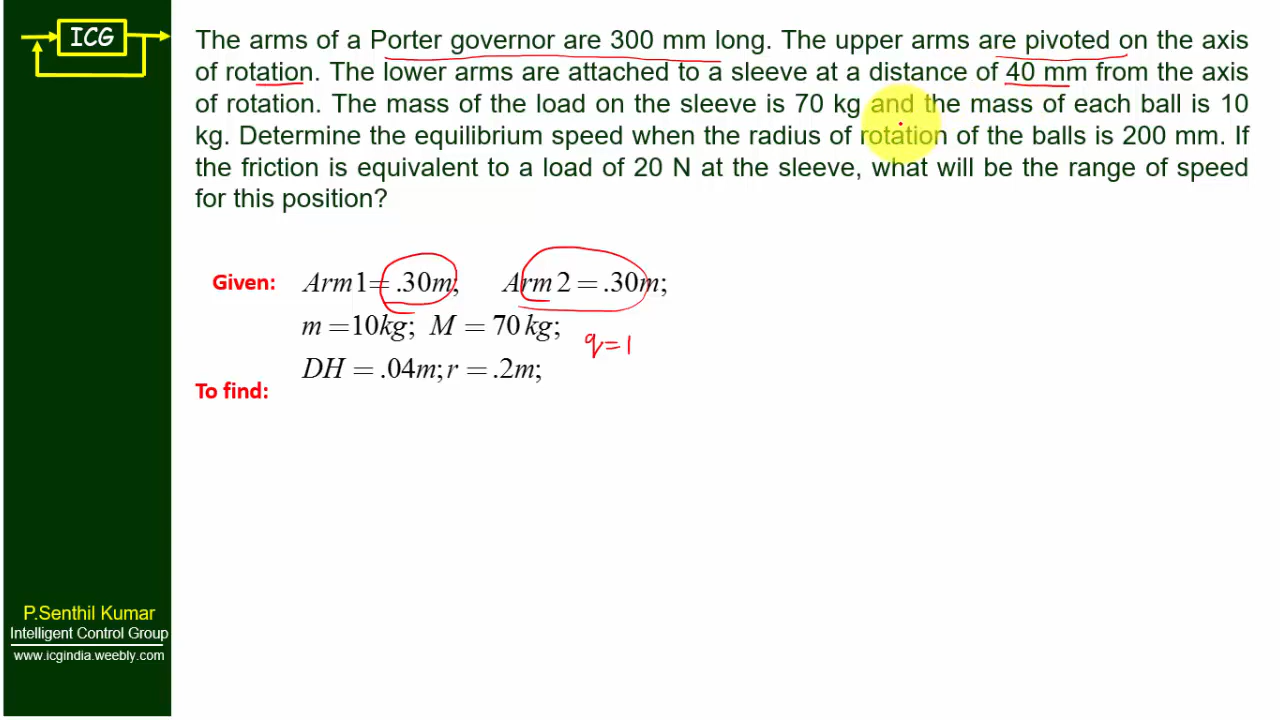 ICG
The arms of a Porter governor are 300 mm long. The upper arms are pivoted on the axis
of rotation. The lower arms are attached to a sleeve at a distance of 40 mm from the axis
of rotation. The mass of the load on the sleeve is 70 kg and the mass of each ball is 10
kg. Determine the equilibrium speed when the radius of rotation of the balls is 200 mm. If
the friction is equivalent to a load of 20 N at the sleeve, what will be the range of speed
for this position?
Given: Arm1= .30m; Arm2 = .30m;
m =10kg; M = 70kg;
q=1
DH = .04m; r = .2m;
To find:
P.Senthil Kumar
Intelligent Control Group
www.icgindia.weebly.com